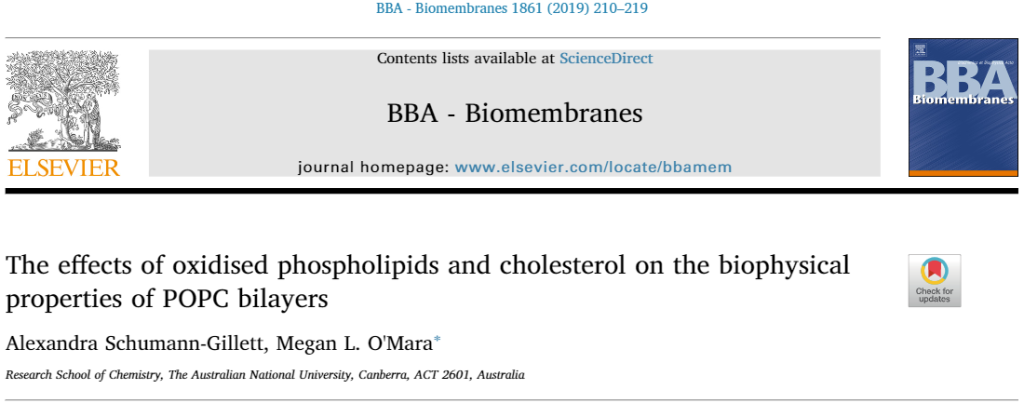 BBA - Biomembranes 1861 (2019) 210–219
Contents lists available at ScienceDirect
BBA - Biomembranes
journal homepage: www.elsevier.com/locate/bbamem
ELSEVIER
BBA
Biomembranes
The effects of oxidised phospholipids and cholesterol on the biophysical
properties of POPC bilayers
Check for
updates
Alexandra Schumann-Gillett, Megan L. O'Mara*
Research School of Chemistry, The Australian National University, Canberra, ACT 2601, Australia